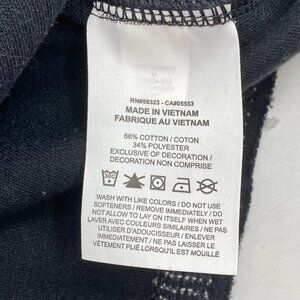 RN#56323 - CA#05553
MADE IN VIETNAM
FABRIQUE AU VIETNAM
66% COTTON / COTON
34% POLYESTER
EXCLUSIVE OF DECORATION /
DECORATION NON COMPRISE
WASH WITH LIKE COLORS / DO NOT USE
SOFTENERS / REMOVE IMMEDIATELY / DO
NOT ALLOW TO LAY ON ITSELF WHEN WET
LAVER AVEC COULEURS SIMILAIRES / NE PAS
UTILISER D'ADOUCISSEUR / ENLEVER
IMMÉDIATEMENT / NE PAS LAISSER LE
VÊTEMENT PLIÉ LORSQU'IL EST MOUILLÉ